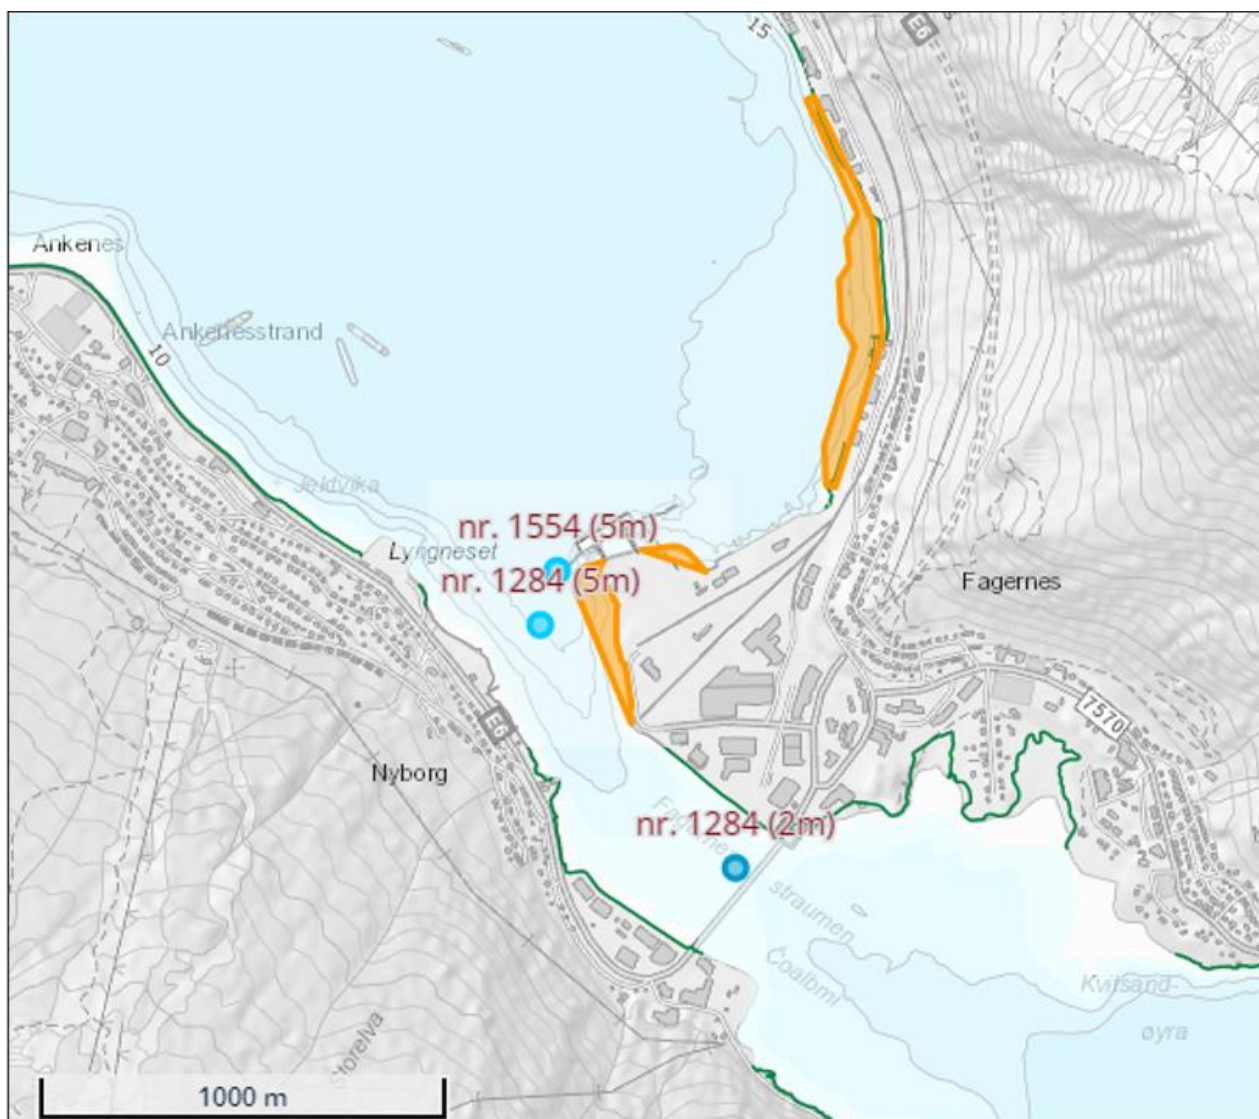 15
E6
500
Ankenes
Ankenesstrand
10
Jeldvika
nr. 1554 (5m)
Lyngneset
nr. 1284 (5m)
Fagernes
7570
E6
Nyborg
nr. 1284 (2m)
straumen
Čoalbmi
Kvitsand-
øyra
Storelva
1000 m